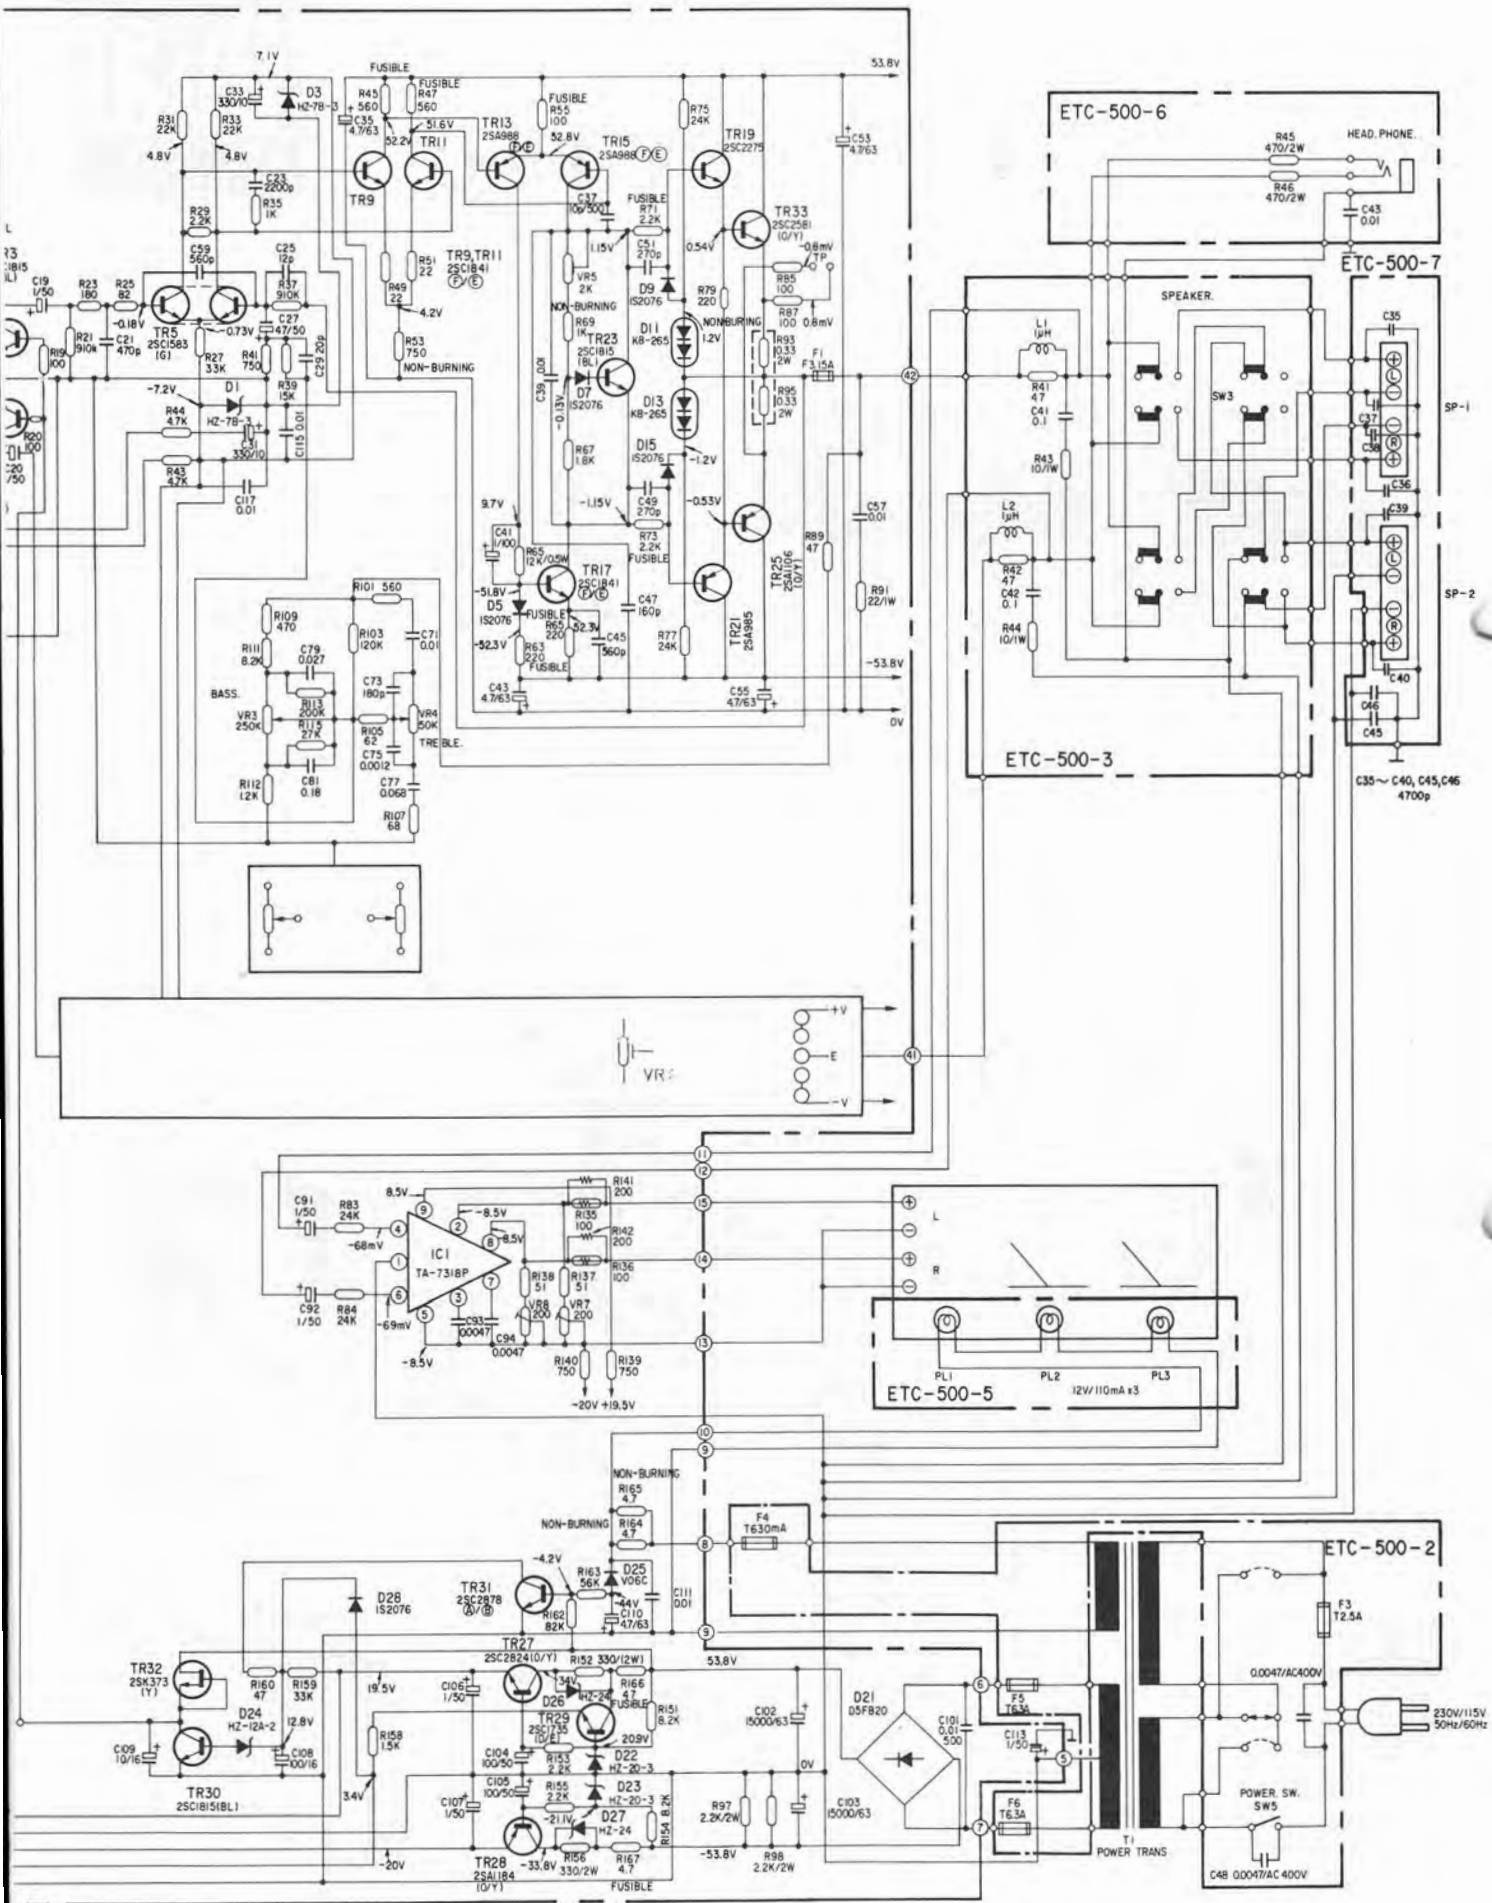 7.1V
FUSIBLE
53.8V
C33
330/10
D3
HZ-7B-3
R45
560
FUSIBLE
R47
560
R31
22K
R33
22K
C35
4.7/63
52.2V
51.6V
TR11
TR9
4.8V
4.8V
C23
2200p
R35
1K
R29
2.2K
C59
560p
C25
12p
R37
910K
TR13
2SA988
F/E
FUSIBLE
R55
100
52.8V
TR15
2SA988 F/E
R75
24K
TR19
2SC2275
C53
4.7/63
C37
10p/500
FUSIBLE
R71
2.2K
TR33
2SC2581
(O/Y)
0.54V
-0.8mV
TP
1.15V
C51
270p
VR5
2K
D9
1S2076
R79
220
R85
100
R87
100
0.8mV
R49
22
R51
22
TR9,TR11
2SC1841
F/E
4.2V
R53
750
NON-BURNING
NON-BURNING
R69
1K
TR23
2SC1815
(BL)
D11
KB-265
NON-BURING
1.2V
R93
0.33
2W
F1
F3.15A
R95
0.33
2W
D7
1S2076
C39 0.01
-0.13V
D13
KB-265
R67
1.8K
D15
1S2076
-1.2V
C19
1/50
R23
180
R25
82
-0.18V
R21
910k
C21
470p
R19
100
TR5
2SC1583
(G)
-0.73V
R27
33K
C27
47/50
R41
750
R39
15K
C29 20p
-7.2V
D1
HZ-7B-3
R44
4.7K
C31
330/10
C115 0.01
R43
4.7K
C117
0.01
R20
100
C20
1/50
9.7V
-1.15V
C49
270p
-0.53V
R73
2.2K
FUSIBLE
C41
1/100
R65
12K/0.5W
TR17
2SC1841
F/E
-51.8V
D5
1S2076
FUSIBLE
R65
220
52.3V
C45
560p
C47
160p
-52.3V
R63
220
FUSIBLE
R77
24K
TR21
2SA985
TR25
2SA1106
(O/Y)
R89
47
C57
0.01
R91
22/1W
-53.8V
C43
4.7/63
C55
4.7/63
0V
R101 560
R109
470
R103
120K
C71
0.01
R111
8.2K
C79
0.027
BASS.
R113
200K
C73
180p
VR3
250K
R115
27K
R105
62
VR4
50K
TREBLE.
C75
0.0012
R112
1.2K
C81
0.18
C77
0.068
R107
68
ETC-500-6
R45
470/2W
HEAD.PHONE.
R46
470/2W
C43
0.01
ETC-500-7
SPEAKER.
C35
L1
1µH
R41
47
C41
0.1
SW3
SP-1
C37
C38
R43
10/1W
C36
C39
L2
1µH
R42
47
C42
0.1
SP-2
R44
10/1W
C40
C46
C45
ETC-500-3
C35~C40, C45, C46
4700p
42
L
R
R
L
+V
E
-V
41
11
12
15
14
13
10
9
8
9
R141
200
8.5V
C91
1/50
R83
24K
-8.5V
R135
100
-68mV
8.5V
R142
200
IC1
TA-7318P
R136
100
R138
51
R137
51
C92
1/50
R84
24K
-69mV
VR8
200
VR7
200
C93
0.0047
C94
0.0047
-8.5V
R140
750
R139
750
-20V +19.5V
L
R
PL1
PL2
PL3
ETC-500-5
12V/110mA x3
NON-BURNING
R165
4.7
R164
4.7
NON-BURNING
F4
T630mA
ETC-500-2
-4.2V
R163
56K
D25
V06C
TR31
2SC2878
A/B
C111
0.01
-44V
C110
4.7/63
R162
82K
D28
1S2076
F3
T2.5A
TR32
2SK373
(Y)
TR27
2SC2824(O/Y)
R152 330/(2W)
53.8V
R160
47
R159
33K
19.5V
C106
1/50
34V
HZ-24
R166
4.7
FUSIBLE
D26
R151
8.2K
D21
D5FB20
0.0047/AC400V
F5
T6.3A
D24
HZ-12A-2
12.8V
R158
1.5K
TR29
2SC1735
(D/E)
20.9V
C102
15000/63
C101
0.01
500
C113
1/50
230V/115V
50Hz/60Hz
C109
10/16
C108
100/16
C104
100/50
R153
2.2K
D22
HZ-20-3
0V
5
6
7
TR30
2SC1815(BL)
3.4V
C105
100/50
R155
2.2K
D23
HZ-20-3
C107
1/50
-21.1V
D27
HZ-24
R154 8.2K
R97
2.2K/2W
C103
15000/63
F6
T6.3A
POWER. SW.
SW5
-20V
TR28
2SA1184
(O/Y)
-33.8V
R156
330/2W
R167
4.7
FUSIBLE
-53.8V
R98
2.2K/2W
T1
POWER TRANS
C48 0.0047/AC400V